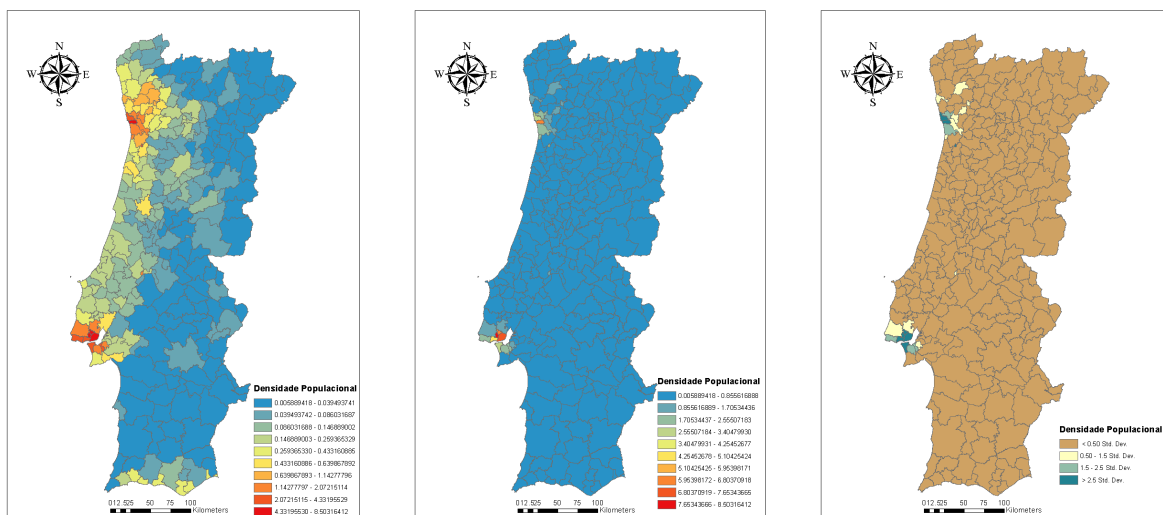 N
W E
S
Densidade Populacional
0.005889418 - 0.039493741
0.039493742 - 0.086031687
0.086031688 - 0.146889002
0.146889003 - 0.259365329
0.259365330 - 0.433160885
0.433160886 - 0.639867892
0.639867893 - 1.14277796
1.14277797 - 2.07215114
2.07215115 - 4.33195529
4.33195530 - 8.50316412
0 12.5 25 50 75 100
Kilometers
N
W E
S
Densidade Populacional
0.005889418 - 0.855616888
0.855616889 - 1.70534436
1.70534437 - 2.55507183
2.55507184 - 3.40479930
3.40479931 - 4.25452677
4.25452678 - 5.10425424
5.10425425 - 5.95398171
5.95398172 - 6.80370918
6.80370919 - 7.65343665
7.65343666 - 8.50316412
0 12.5 25 50 75 100
Kilometers
N
W E
S
Densidade Populacional
< 0.50 Std. Dev.
0.50 - 1.5 Std. Dev.
1.5 - 2.5 Std. Dev.
> 2.5 Std. Dev.
0 12.5 25 50 75 100
Kilometers